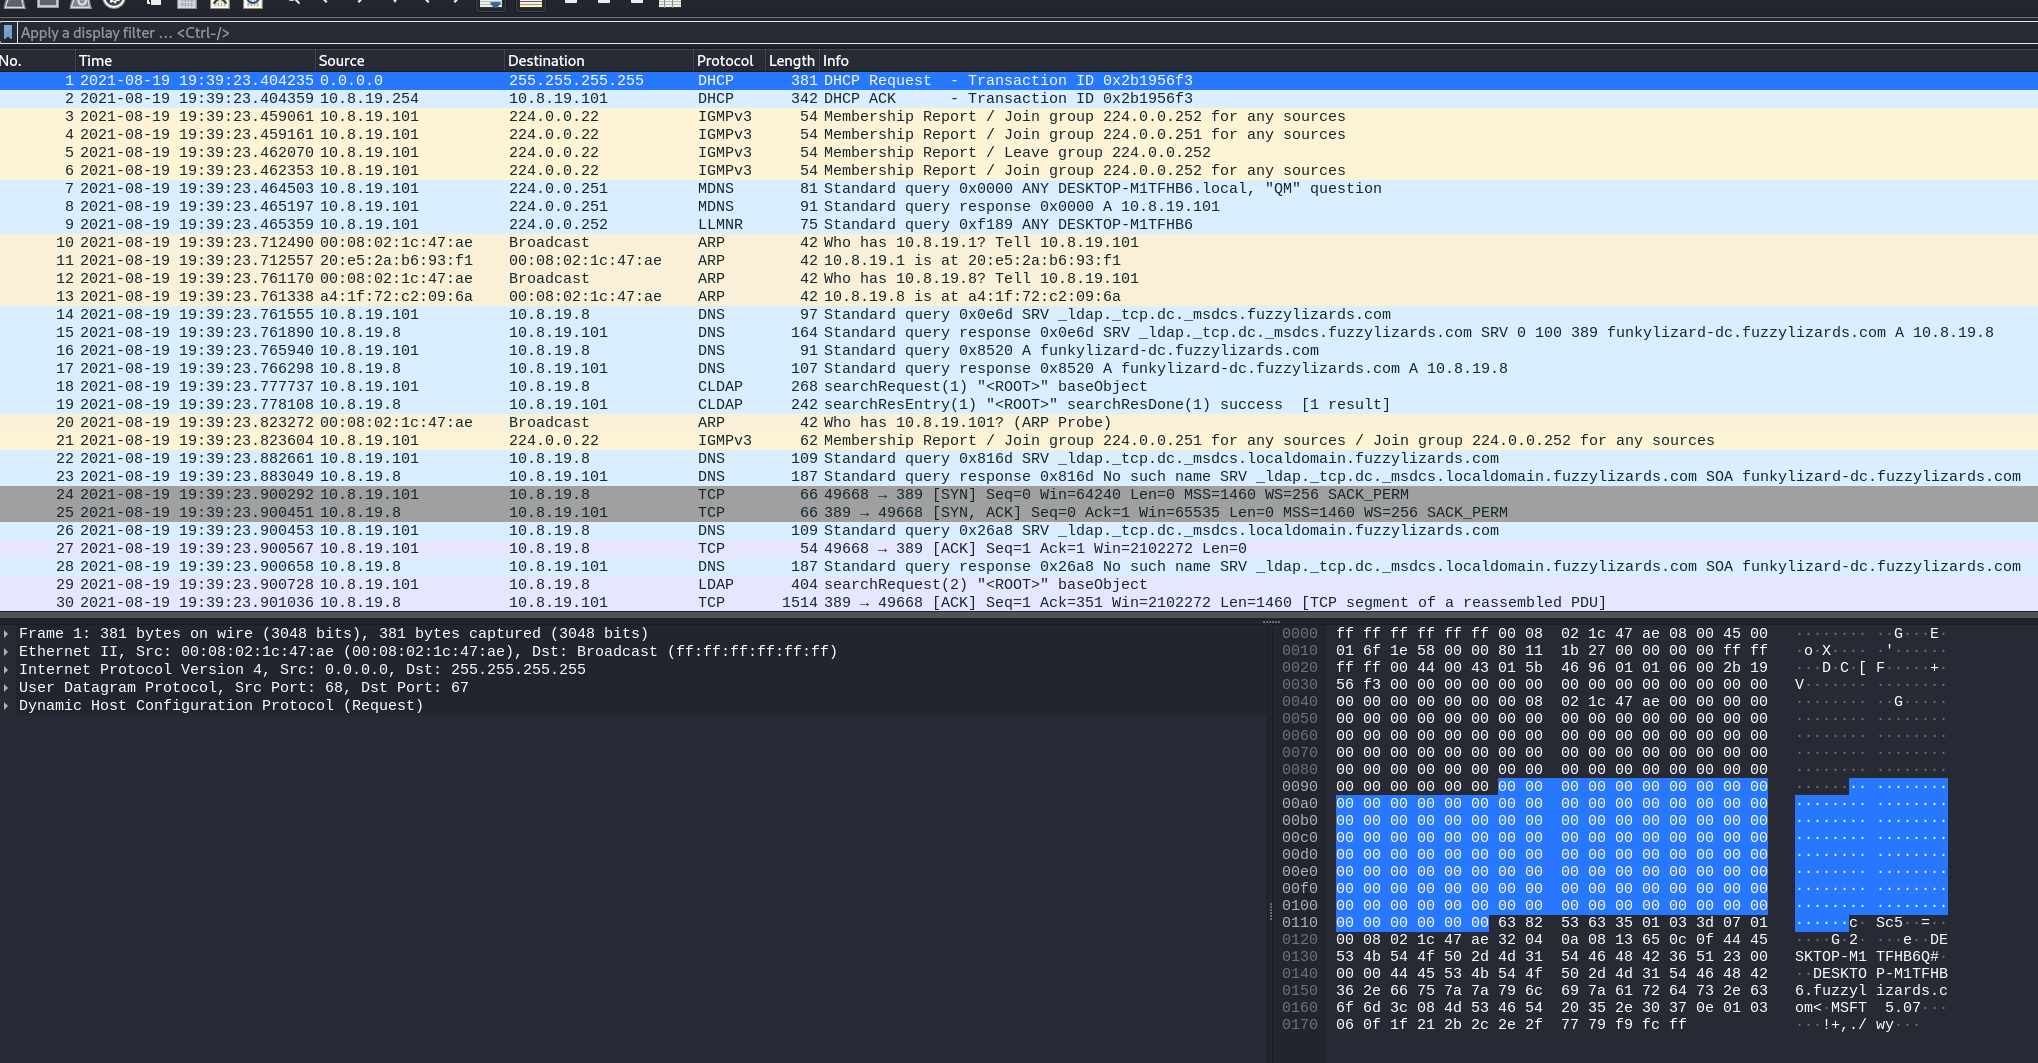 Apply a display filter … <Ctrl-/>
No. Time Source Destination Protocol Length Info
1 2021-08-19 19:39:23.404235 0.0.0.0 255.255.255.255 DHCP 381 DHCP Request  - Transaction ID 0x2b1956f3
2 2021-08-19 19:39:23.404359 10.8.19.254 10.8.19.101 DHCP 342 DHCP ACK      - Transaction ID 0x2b1956f3
3 2021-08-19 19:39:23.459061 10.8.19.101 224.0.0.22 IGMPv3 54 Membership Report / Join group 224.0.0.252 for any sources
4 2021-08-19 19:39:23.459161 10.8.19.101 224.0.0.22 IGMPv3 54 Membership Report / Join group 224.0.0.251 for any sources
5 2021-08-19 19:39:23.462070 10.8.19.101 224.0.0.22 IGMPv3 54 Membership Report / Leave group 224.0.0.252
6 2021-08-19 19:39:23.462353 10.8.19.101 224.0.0.22 IGMPv3 54 Membership Report / Join group 224.0.0.252 for any sources
7 2021-08-19 19:39:23.464503 10.8.19.101 224.0.0.251 MDNS 81 Standard query 0x0000 ANY DESKTOP-M1TFHB6.local, "QM" question
8 2021-08-19 19:39:23.465197 10.8.19.101 224.0.0.251 MDNS 91 Standard query response 0x0000 A 10.8.19.101
9 2021-08-19 19:39:23.465359 10.8.19.101 224.0.0.252 LLMNR 75 Standard query 0xf189 ANY DESKTOP-M1TFHB6
10 2021-08-19 19:39:23.712490 00:08:02:1c:47:ae Broadcast ARP 42 Who has 10.8.19.1? Tell 10.8.19.101
11 2021-08-19 19:39:23.712557 20:e5:2a:b6:93:f1 00:08:02:1c:47:ae ARP 42 10.8.19.1 is at 20:e5:2a:b6:93:f1
12 2021-08-19 19:39:23.761170 00:08:02:1c:47:ae Broadcast ARP 42 Who has 10.8.19.8? Tell 10.8.19.101
13 2021-08-19 19:39:23.761338 a4:1f:72:c2:09:6a 00:08:02:1c:47:ae ARP 42 10.8.19.8 is at a4:1f:72:c2:09:6a
14 2021-08-19 19:39:23.761555 10.8.19.101 10.8.19.8 DNS 97 Standard query 0x0e6d SRV _ldap._tcp.dc._msdcs.fuzzylizards.com
15 2021-08-19 19:39:23.761890 10.8.19.8 10.8.19.101 DNS 164 Standard query response 0x0e6d SRV _ldap._tcp.dc._msdcs.fuzzylizards.com SRV 0 100 389 funkylizard-dc.fuzzylizards.com A 10.8.19.8
16 2021-08-19 19:39:23.765940 10.8.19.101 10.8.19.8 DNS 91 Standard query 0x8520 A funkylizard-dc.fuzzylizards.com
17 2021-08-19 19:39:23.766298 10.8.19.8 10.8.19.101 DNS 107 Standard query response 0x8520 A funkylizard-dc.fuzzylizards.com A 10.8.19.8
18 2021-08-19 19:39:23.777737 10.8.19.101 10.8.19.8 CLDAP 268 searchRequest(1) "<ROOT>" baseObject
19 2021-08-19 19:39:23.778108 10.8.19.8 10.8.19.101 CLDAP 242 searchResEntry(1) "<ROOT>" searchResDone(1) success  [1 result]
20 2021-08-19 19:39:23.823272 00:08:02:1c:47:ae Broadcast ARP 42 Who has 10.8.19.101? (ARP Probe)
21 2021-08-19 19:39:23.823604 10.8.19.101 224.0.0.22 IGMPv3 62 Membership Report / Join group 224.0.0.251 for any sources / Join group 224.0.0.252 for any sources
22 2021-08-19 19:39:23.882661 10.8.19.101 10.8.19.8 DNS 109 Standard query 0x816d SRV _ldap._tcp.dc._msdcs.localdomain.fuzzylizards.com
23 2021-08-19 19:39:23.883049 10.8.19.8 10.8.19.101 DNS 187 Standard query response 0x816d No such name SRV _ldap._tcp.dc._msdcs.localdomain.fuzzylizards.com SOA funkylizard-dc.fuzzylizards.com
24 2021-08-19 19:39:23.900292 10.8.19.101 10.8.19.8 TCP 66 49668 → 389 [SYN] Seq=0 Win=64240 Len=0 MSS=1460 WS=256 SACK_PERM
25 2021-08-19 19:39:23.900451 10.8.19.8 10.8.19.101 TCP 66 389 → 49668 [SYN, ACK] Seq=0 Ack=1 Win=65535 Len=0 MSS=1460 WS=256 SACK_PERM
26 2021-08-19 19:39:23.900453 10.8.19.101 10.8.19.8 DNS 109 Standard query 0x26a8 SRV _ldap._tcp.dc._msdcs.localdomain.fuzzylizards.com
27 2021-08-19 19:39:23.900567 10.8.19.101 10.8.19.8 TCP 54 49668 → 389 [ACK] Seq=1 Ack=1 Win=2102272 Len=0
28 2021-08-19 19:39:23.900658 10.8.19.8 10.8.19.101 DNS 187 Standard query response 0x26a8 No such name SRV _ldap._tcp.dc._msdcs.localdomain.fuzzylizards.com SOA funkylizard-dc.fuzzylizards.com
29 2021-08-19 19:39:23.900728 10.8.19.101 10.8.19.8 LDAP 404 searchRequest(2) "<ROOT>" baseObject
30 2021-08-19 19:39:23.901036 10.8.19.8 10.8.19.101 TCP 1514 389 → 49668 [ACK] Seq=1 Ack=351 Win=2102272 Len=1460 [TCP segment of a reassembled PDU]
Frame 1: 381 bytes on wire (3048 bits), 381 bytes captured (3048 bits)
Ethernet II, Src: 00:08:02:1c:47:ae (00:08:02:1c:47:ae), Dst: Broadcast (ff:ff:ff:ff:ff:ff)
Internet Protocol Version 4, Src: 0.0.0.0, Dst: 255.255.255.255
User Datagram Protocol, Src Port: 68, Dst Port: 67
Dynamic Host Configuration Protocol (Request)
0000 ff ff ff ff ff ff 00 08 02 1c 47 ae 08 00 45 00 ········ ··G···E·
0010 01 6f 1e 58 00 00 80 11 1b 27 00 00 00 00 ff ff ·o·X···· ·'······
0020 ff ff 00 44 00 43 01 5b 46 96 01 01 06 00 2b 19 ···D·C·[ F·····+·
0030 56 f3 00 00 00 00 00 00 00 00 00 00 00 00 00 00 V······· ········
0040 00 00 00 00 00 00 00 08 02 1c 47 ae 00 00 00 00 ········ ··G·····
0050 00 00 00 00 00 00 00 00 00 00 00 00 00 00 00 00 ········ ········
0060 00 00 00 00 00 00 00 00 00 00 00 00 00 00 00 00 ········ ········
0070 00 00 00 00 00 00 00 00 00 00 00 00 00 00 00 00 ········ ········
0080 00 00 00 00 00 00 00 00 00 00 00 00 00 00 00 00 ········ ········
0090 00 00 00 00 00 00 00 00 00 00 00 00 00 00 00 00 ········ ········
00a0 00 00 00 00 00 00 00 00 00 00 00 00 00 00 00 00 ········ ········
00b0 00 00 00 00 00 00 00 00 00 00 00 00 00 00 00 00 ········ ········
00c0 00 00 00 00 00 00 00 00 00 00 00 00 00 00 00 00 ········ ········
00d0 00 00 00 00 00 00 00 00 00 00 00 00 00 00 00 00 ········ ········
00e0 00 00 00 00 00 00 00 00 00 00 00 00 00 00 00 00 ········ ········
00f0 00 00 00 00 00 00 00 00 00 00 00 00 00 00 00 00 ········ ········
0100 00 00 00 00 00 00 00 00 00 00 00 00 00 00 00 00 ········ ········
0110 00 00 00 00 00 00 63 82 53 63 35 01 03 3d 07 01 ······c· Sc5··=··
0120 00 08 02 1c 47 ae 32 04 0a 08 13 65 0c 0f 44 45 ····G·2· ···e··DE
0130 53 4b 54 4f 50 2d 4d 31 54 46 48 42 36 51 23 00 SKTOP-M1 TFHB6Q#·
0140 00 00 44 45 53 4b 54 4f 50 2d 4d 31 54 46 48 42 ··DESKTO P-M1TFHB
0150 36 2e 66 75 7a 7a 79 6c 69 7a 61 72 64 73 2e 63 6.fuzzyl izards.c
0160 6f 6d 3c 08 4d 53 46 54 20 35 2e 30 37 0e 01 03 om<·MSFT  5.07···
0170 06 0f 1f 21 2b 2c 2e 2f 77 79 f9 fc ff ···!+,./ wy···